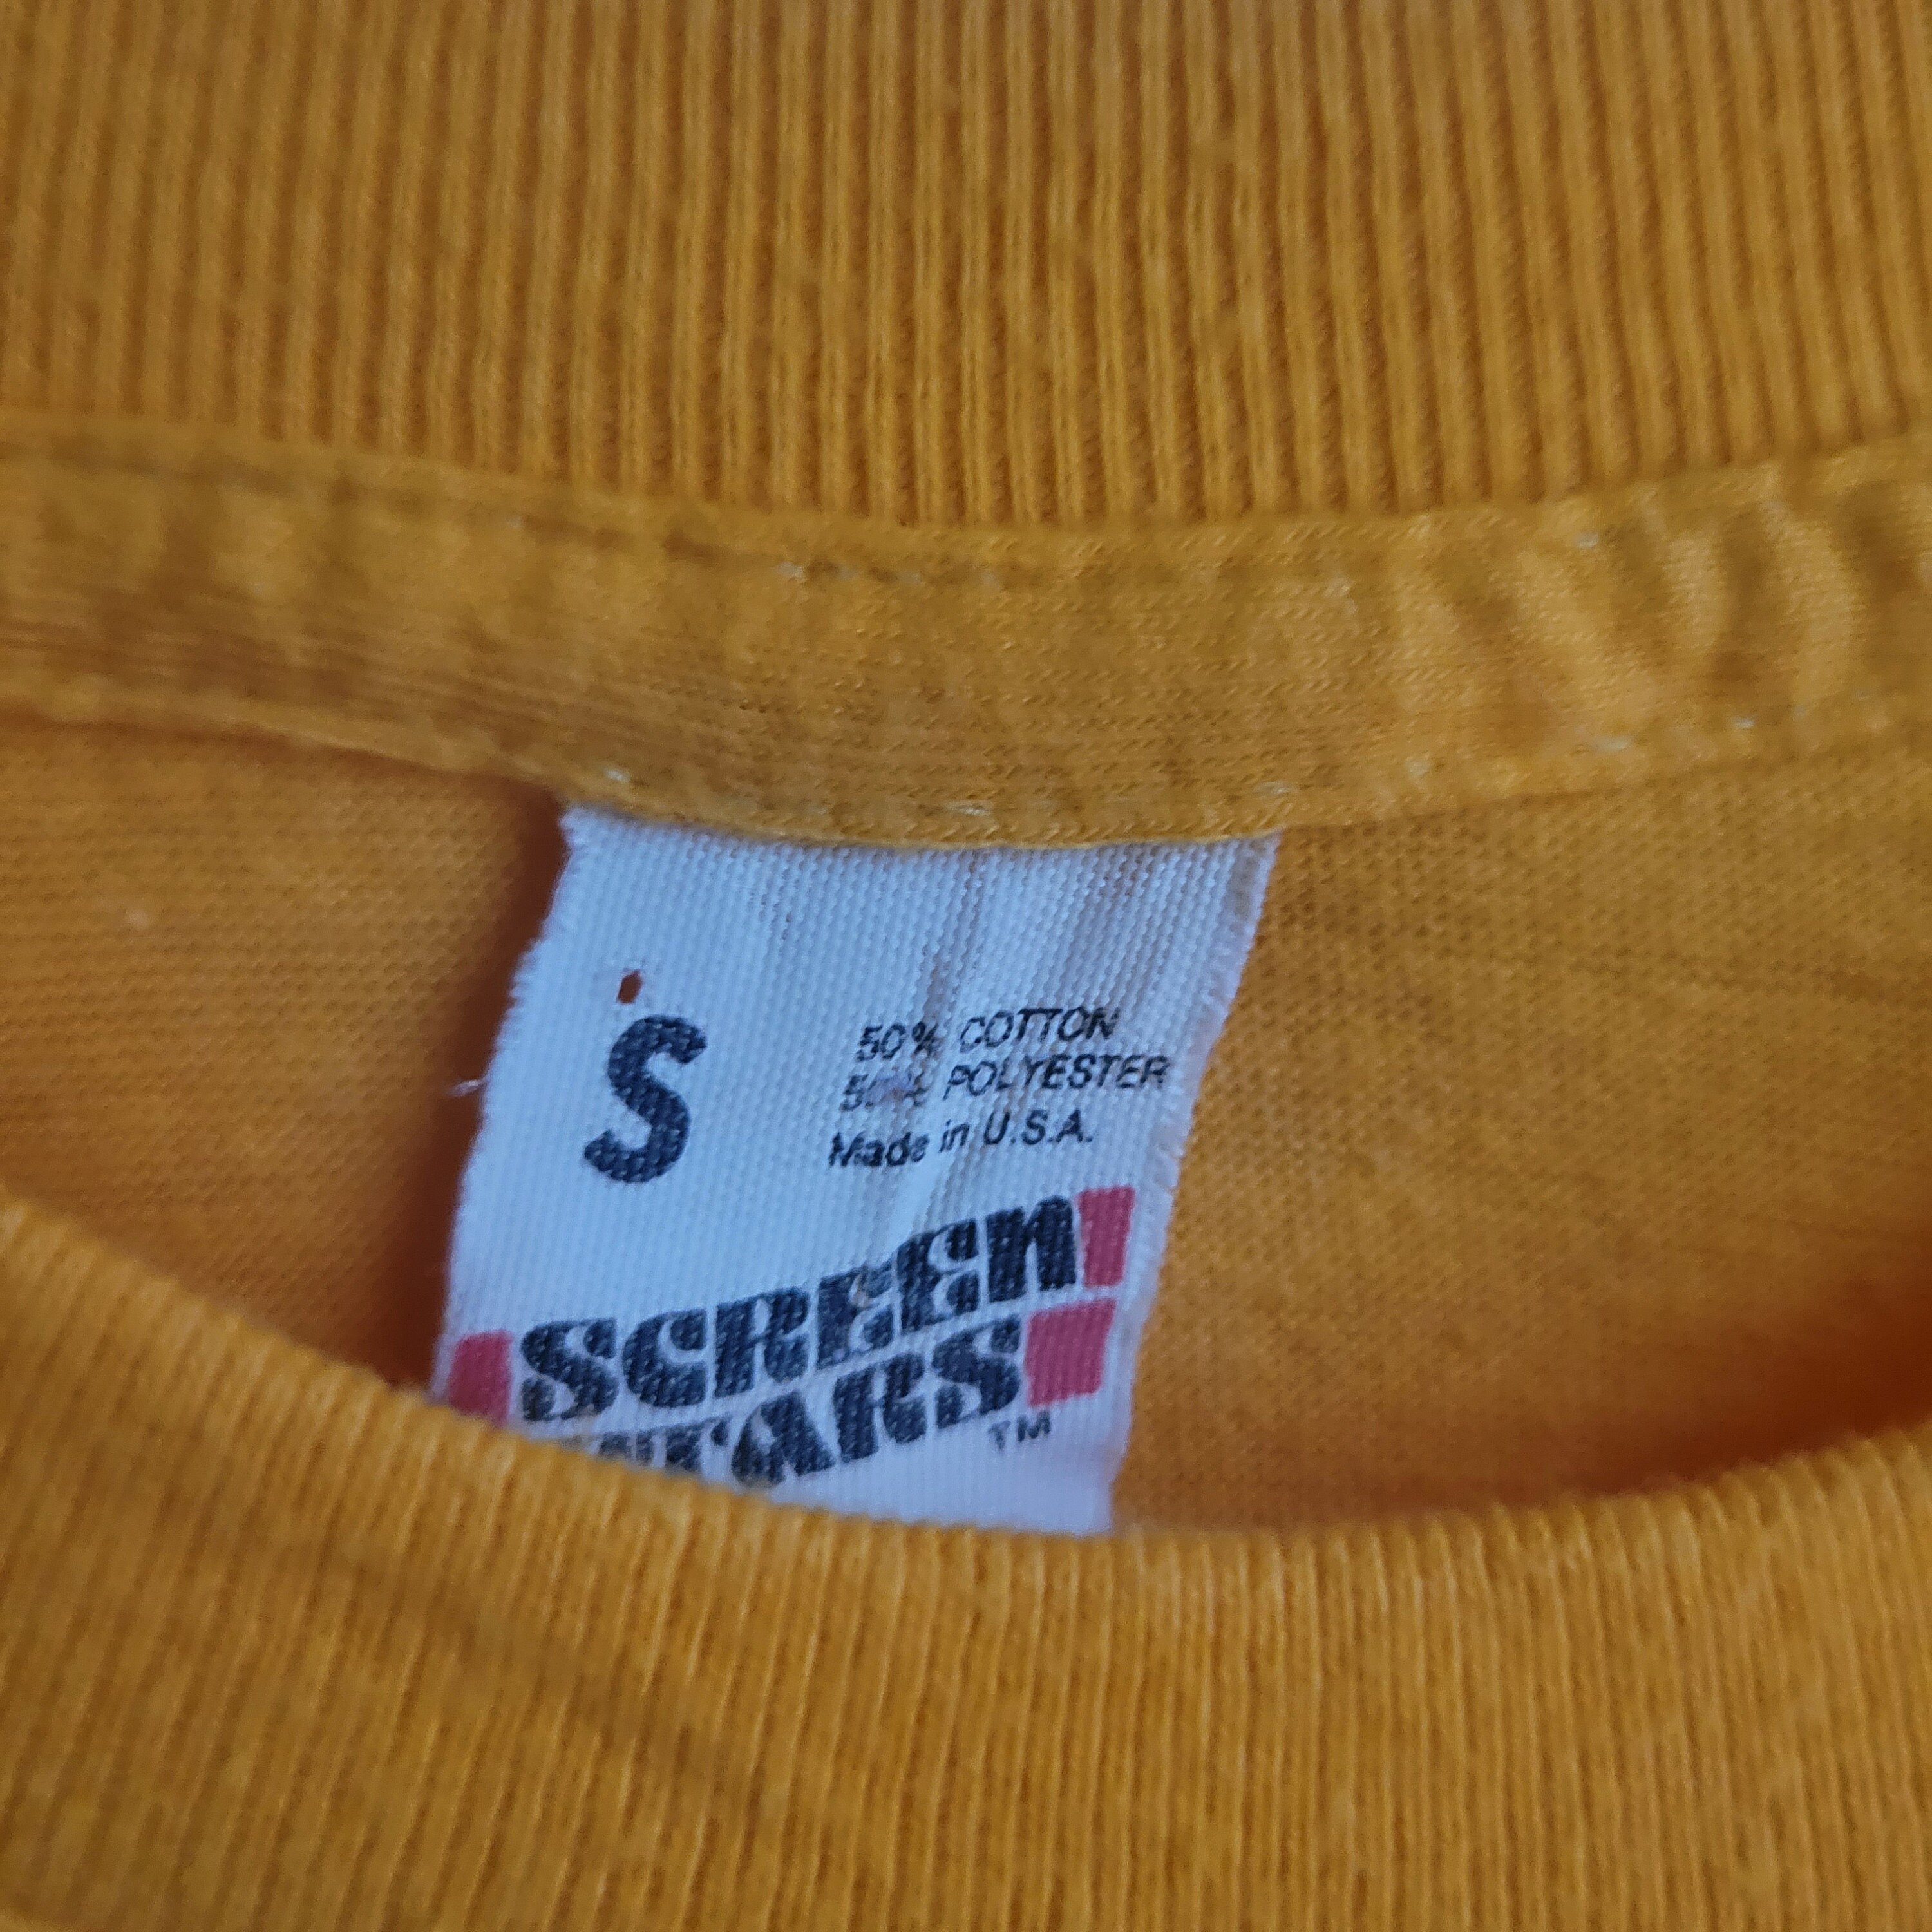 S
50% COTTON
50% POLYESTER
Made in U.S.A.
SCREEN
STARS
TM